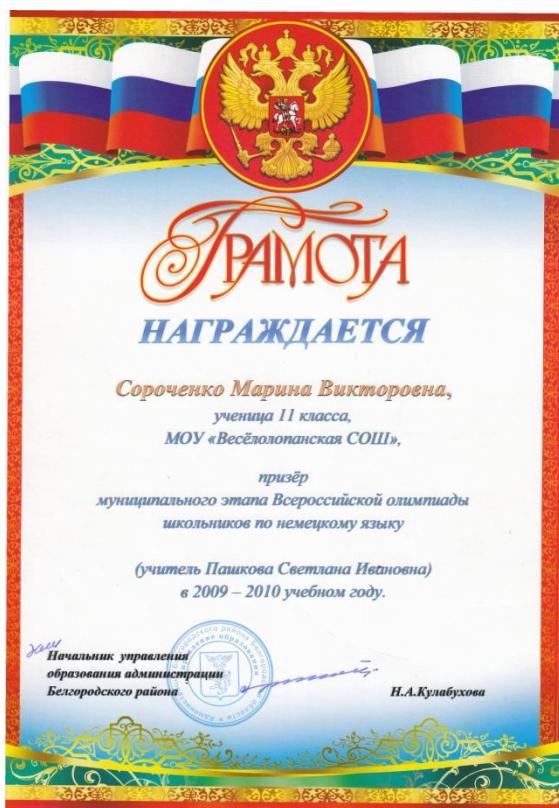 ГРАМОТА
НАГРАЖДАЕТСЯ
Сороченко Марина Викторовна,
ученица 11 класса,
МОУ «Весёлолопанская СОШ»,
призёр
муниципального этапа Всероссийской олимпиады
школьников по немецкому языку
(учитель Пашкова Светлана Ивановна)
в 2009 – 2010 учебном году.
Начальник управления
образования администрации
Белгородского района
Н.А.Кулабухова